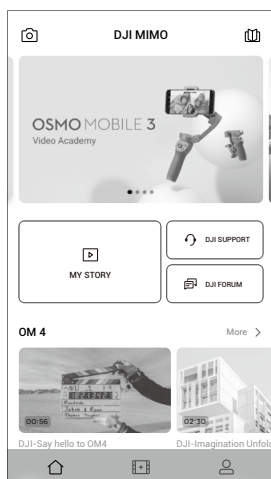 DJI MIMO
OSMO MOBILE 3
Video Academy
MY STORY
DJI SUPPORT
DJI FORUM
OM 4
More >
00:56
02:30
DJI-Say hello to OM4
DJI-Imagination Unfold